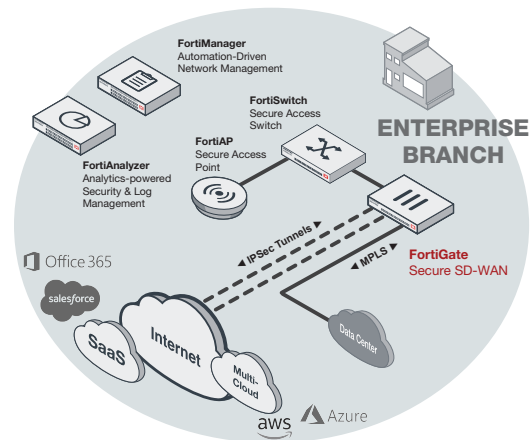 FortiManager
Automation-Driven
Network Management
FortiSwitch
Secure Access
Switch
ENTERPRISE
BRANCH
FortiAP
Secure Access
Point
FortiAnalyzer
Analytics-powered
Security & Log
Management
◄ IPSec Tunnels ►
◄ MPLS ►
FortiGate
Secure SD-WAN
Office 365
salesforce
SaaS
Internet
Multi-
Cloud
Data Center
aws
Azure